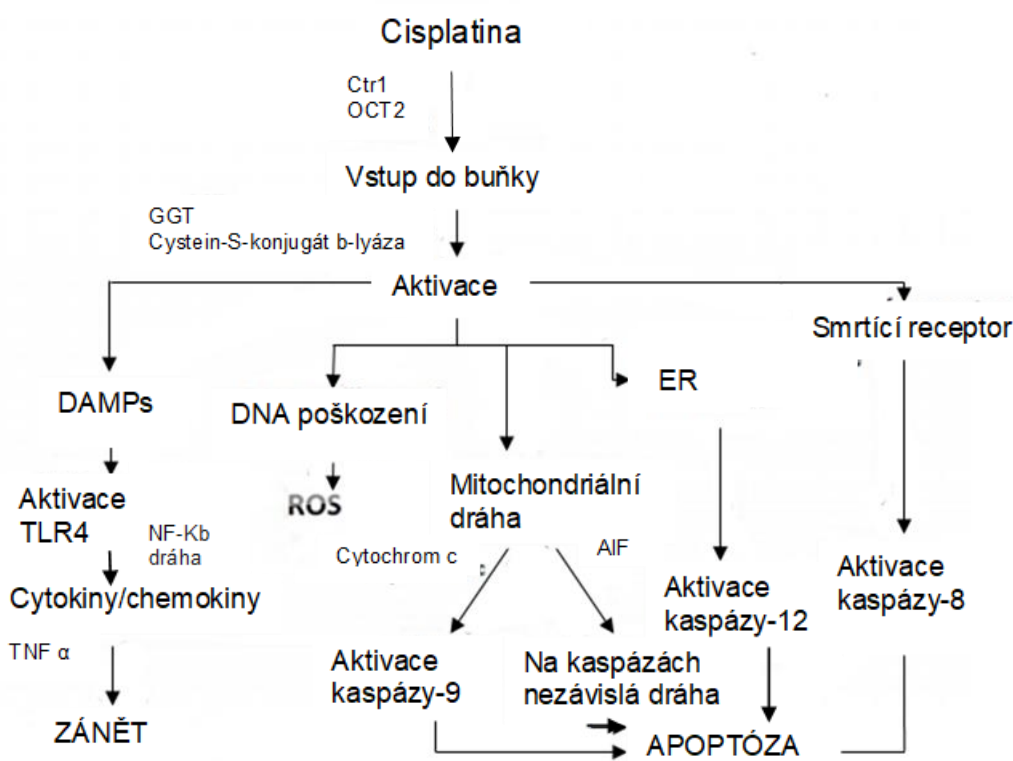 Cisplatina
Ctr1
OCT2
Vstup do buňky
GGT
Cystein-S-konjugát b-lyáza
Aktivace
Smrtící receptor
DAMPs
DNA poškození
ER
Aktivace
TLR4
NF-Kb
dráha
ROS
Mitochondriální
dráha
Cytochrom c
AIF
Cytokiny/chemokiny
Aktivace
kaspázy-12
Aktivace
kaspázy-8
TNF α
Aktivace
kaspázy-9
Na kaspázách
nezávislá dráha
ZÁNĚT
APOPTÓZA